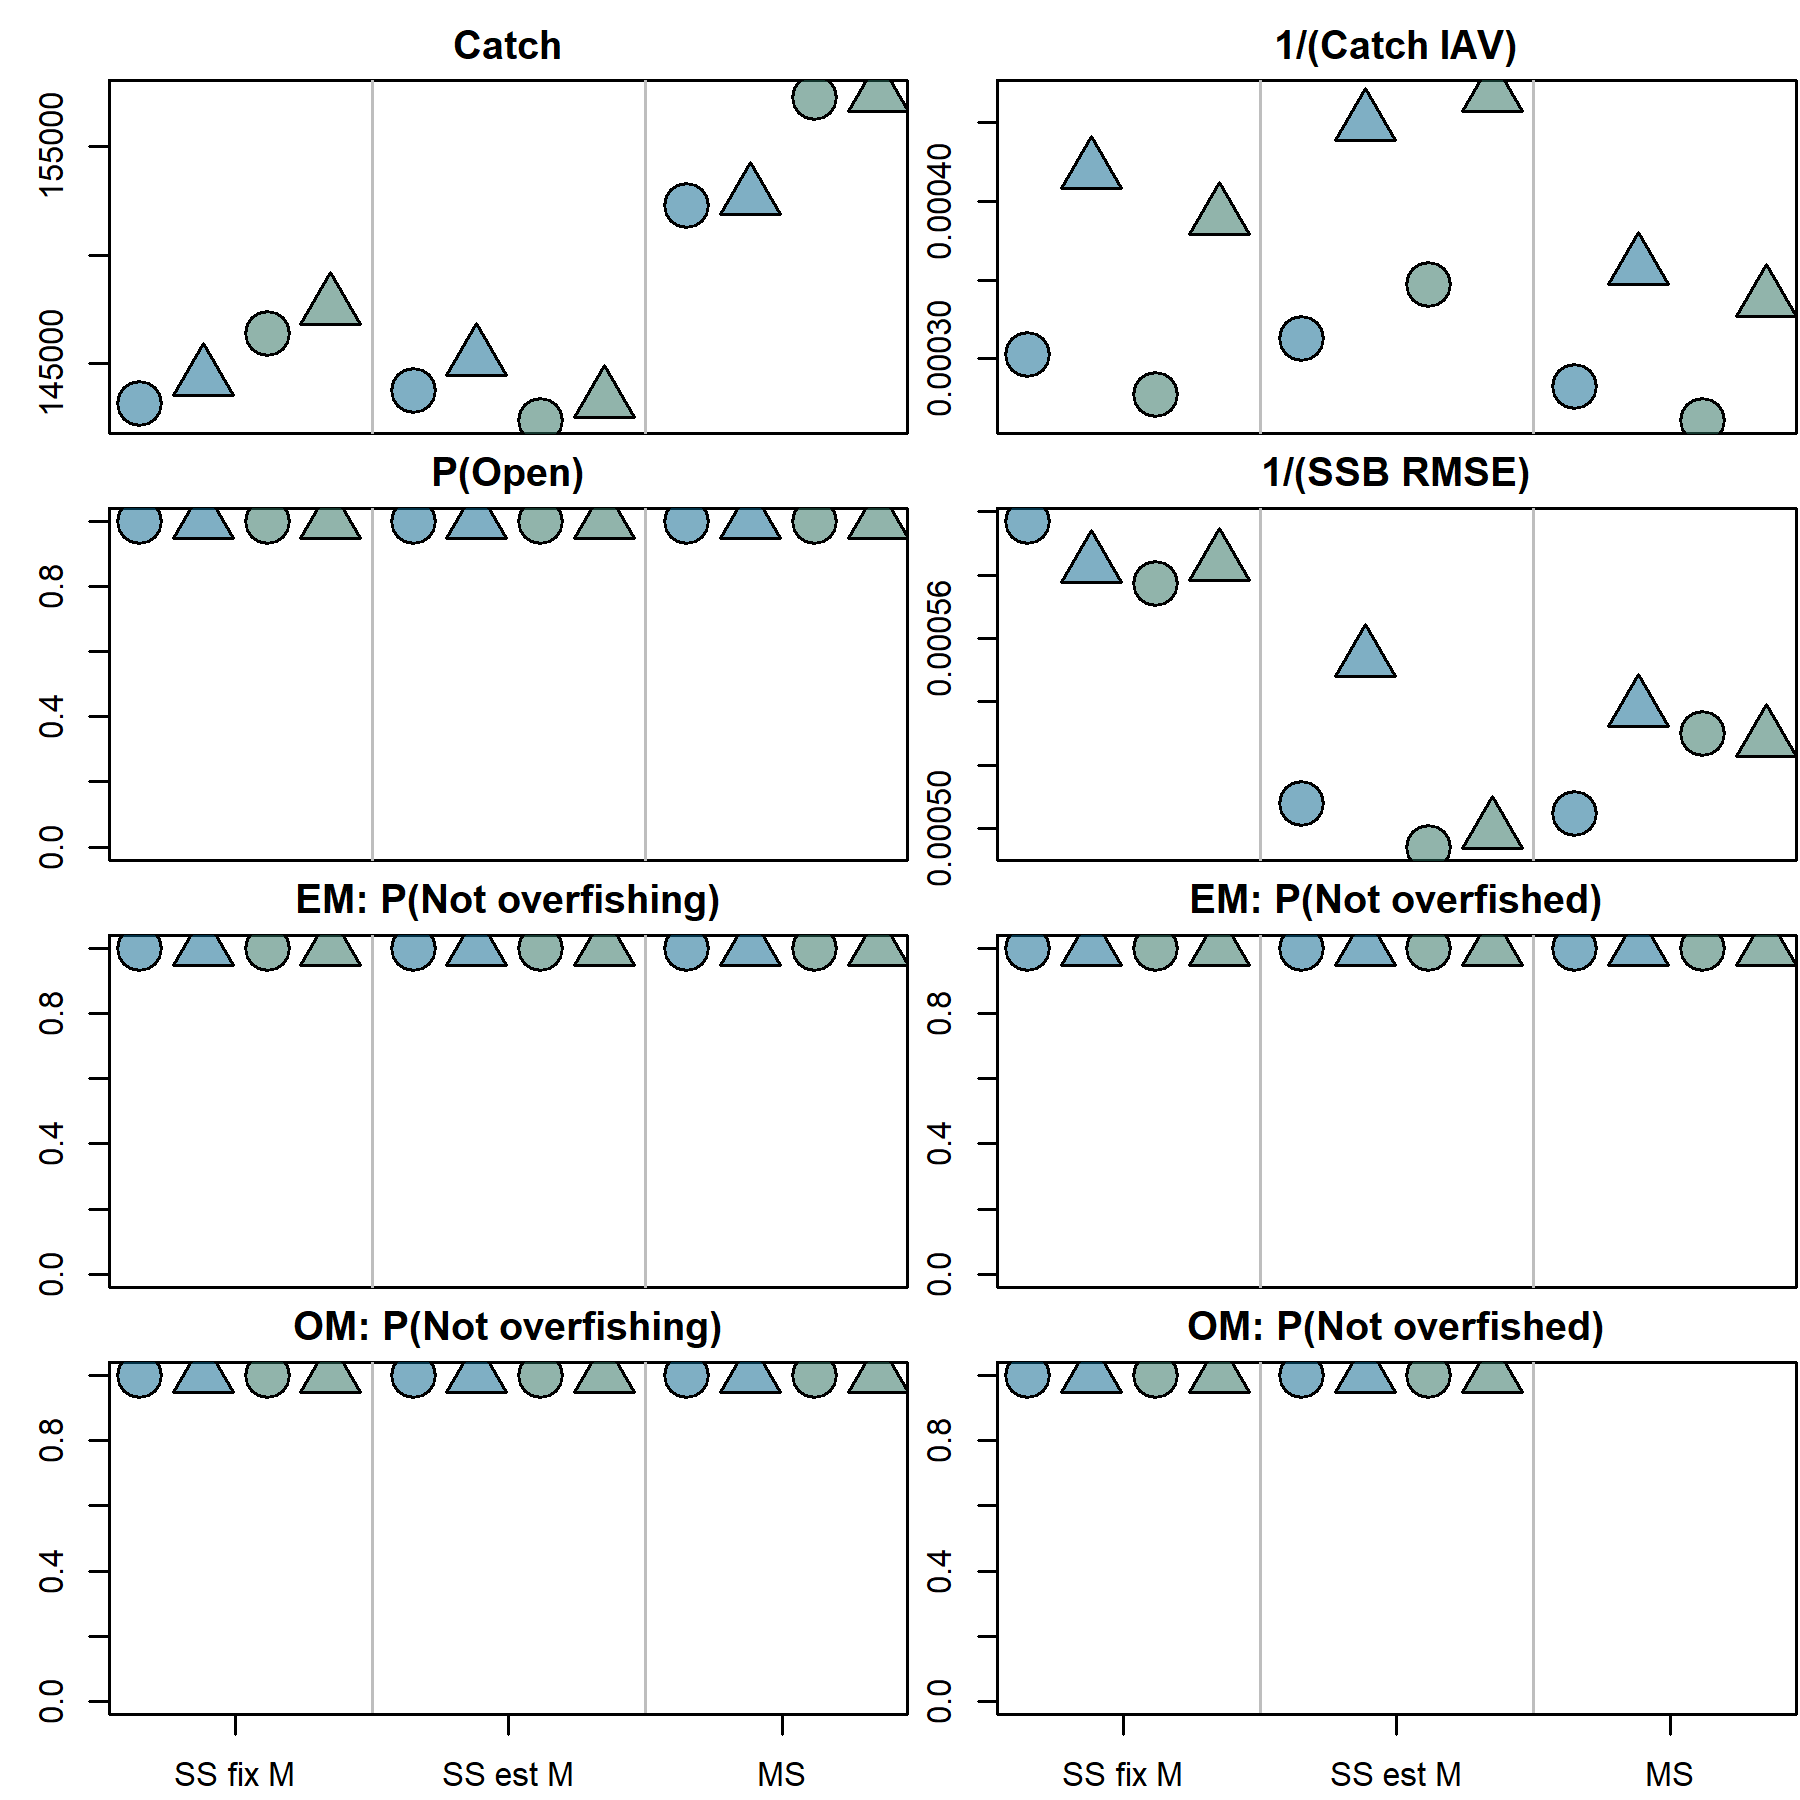 Catch
1/(Catch IAV)
155000
145000
0.00040
0.00030
P(Open)
1/(SSB RMSE)
0.8
0.4
0.0
0.00056
0.00050
EM: P(Not overfishing)
EM: P(Not overfished)
0.8
0.4
0.0
0.8
0.4
0.0
OM: P(Not overfishing)
OM: P(Not overfished)
0.8
0.4
0.0
0.8
0.4
0.0
SS fix M
SS est M
MS
SS fix M
SS est M
MS